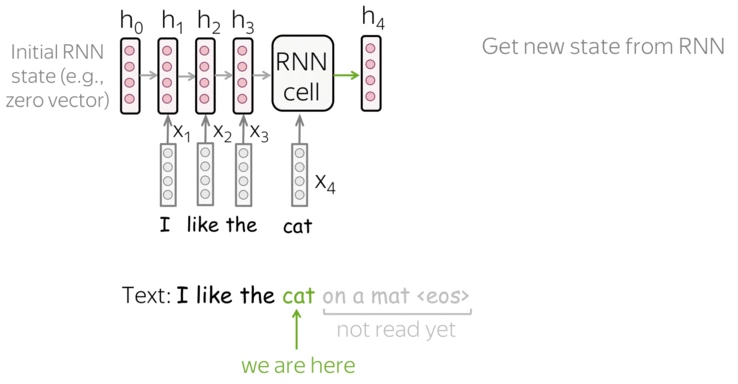 h0 h1 h2 h3 h4
Initial RNN
state (e.g.,
zero vector)
RNN
cell
Get new state from RNN
x1 x2 x3
x4
I like the cat
Text: I like the cat on a mat <eos>
not read yet
we are here